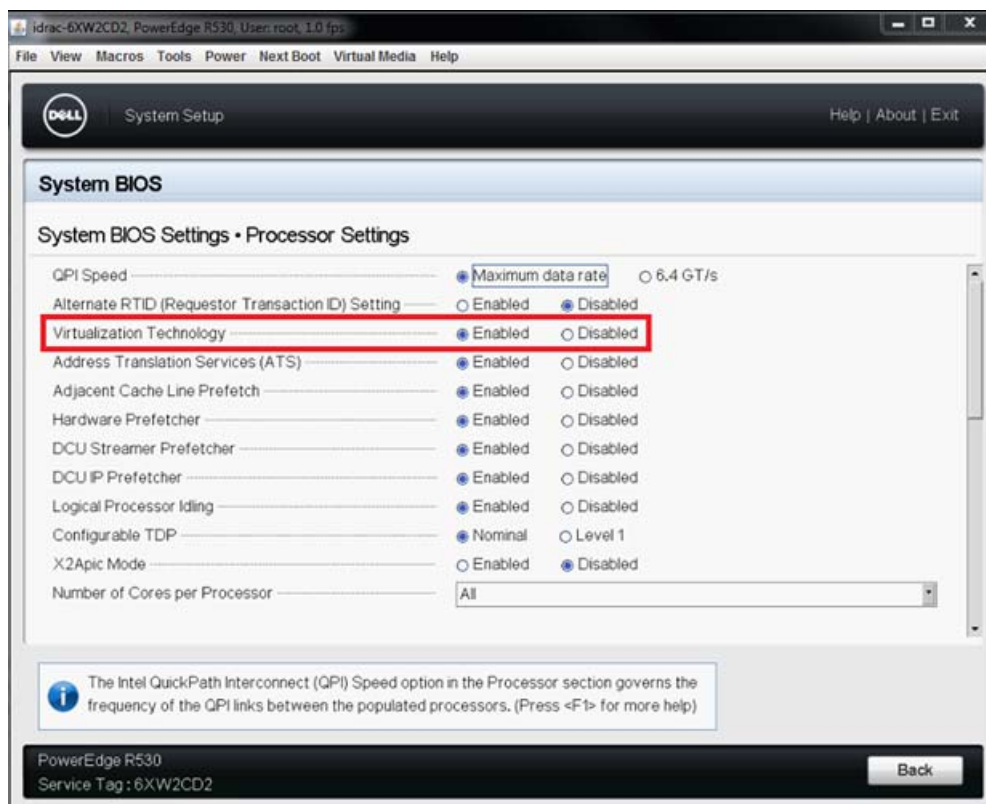 idrac-6XW2CD2, PowerEdge R530, User: root, 1.0 fps
File View Macros Tools Power Next Boot Virtual Media Help
DELL System Setup Help | About | Exit
System BIOS
System BIOS Settings • Processor Settings
QPI Speed Maximum data rate 6.4 GT/s
Alternate RTID (Requestor Transaction ID) Setting Enabled Disabled
Virtualization Technology Enabled Disabled
Address Translation Services (ATS) Enabled Disabled
Adjacent Cache Line Prefetch Enabled Disabled
Hardware Prefetcher Enabled Disabled
DCU Streamer Prefetcher Enabled Disabled
DCU IP Prefetcher Enabled Disabled
Logical Processor Idling Enabled Disabled
Configurable TDP Nominal Level 1
X2Apic Mode Enabled Disabled
Number of Cores per Processor All
The Intel QuickPath Interconnect (QPI) Speed option in the Processor section governs the
frequency of the QPI links between the populated processors. (Press <F1> for more help)
PowerEdge R530
Service Tag : 6XW2CD2
Back